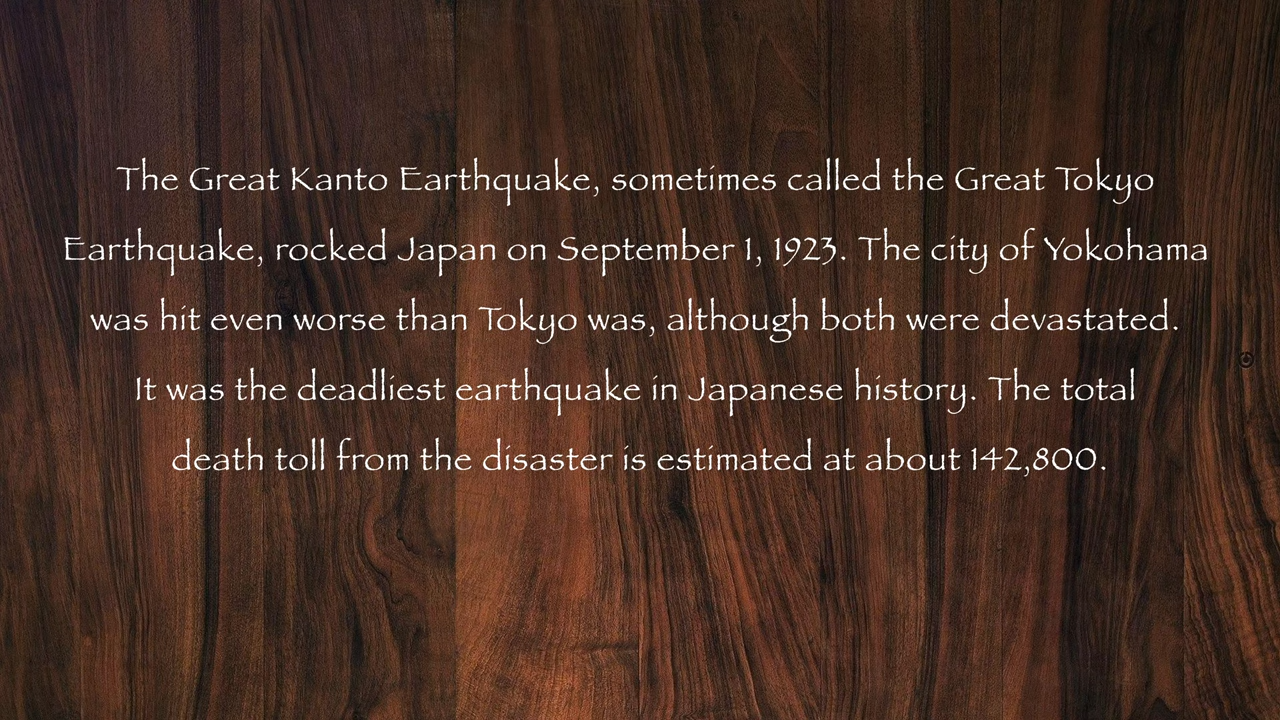 The Great Kanto Earthquake, sometimes called the Great Tokyo
Earthquake, rocked Japan on September 1, 1923. The city of Yokohama
was hit even worse than Tokyo was, although both were devastated.
It was the deadliest earthquake in Japanese history. The total
death toll from the disaster is estimated at about 142,800.